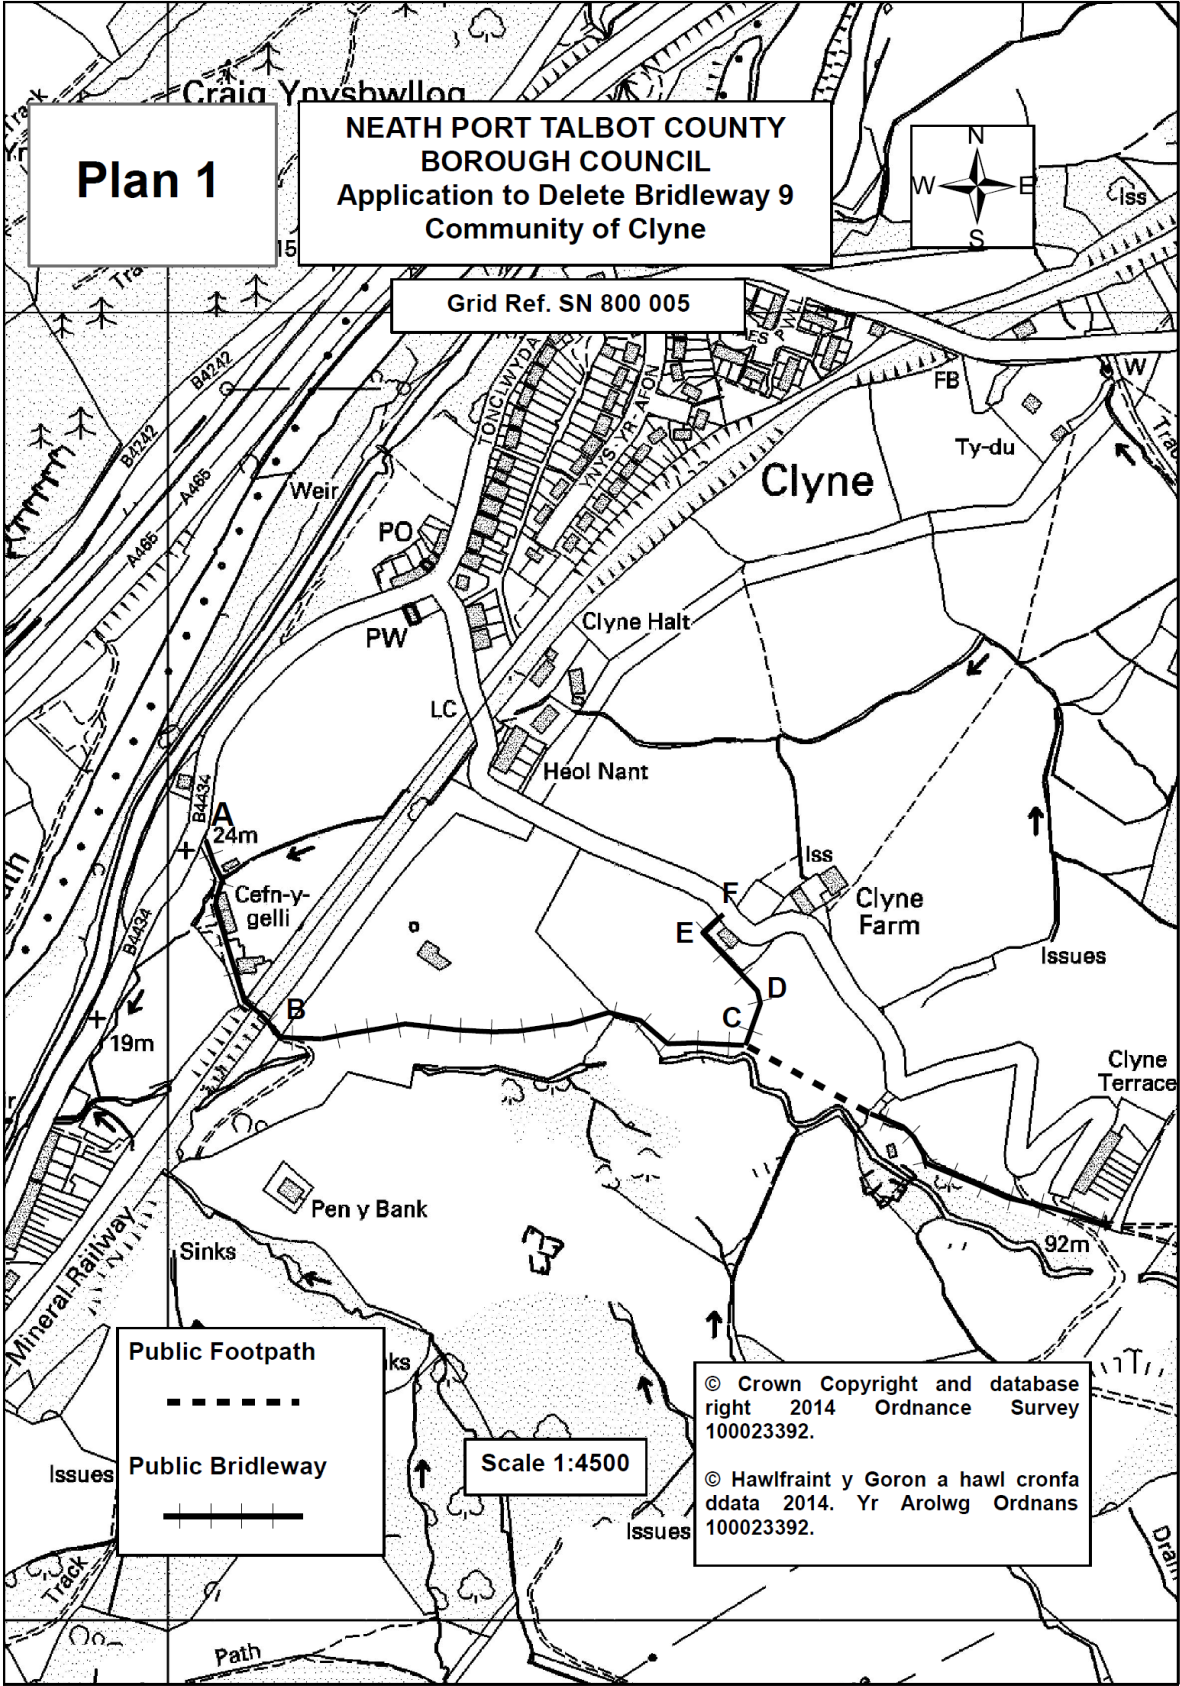 Craig Ynysbwllog
Track
Plan 1
NEATH PORT TALBOT COUNTY
BOROUGH COUNCIL
Application to Delete Bridleway 9
Community of Clyne
N
W E
S
Iss
15
Grid Ref. SN 800 005
B4242
B4242
A465
A465
TONCLWYDA
YNYS-YR-AFON
FB
W
Ty-du
Clyne
Weir
PO
PW
Clyne Halt
LC
Heol Nant
B4434
A
24m
Cefn-y-
gelli
B4434
Iss
F
E
Clyne
Farm
Issues
D
C
B
19m
Clyne
Terrace
Pen y Bank
92m
Sinks
Mineral Railway
Public Footpath
Public Bridleway
Issues
Scale 1:4500
© Crown Copyright and database
right 2014 Ordnance Survey
100023392.
© Hawlfraint y Goron a hawl cronfa
ddata 2014. Yr Arolwg Ordnans
100023392.
Issues
Track
Path